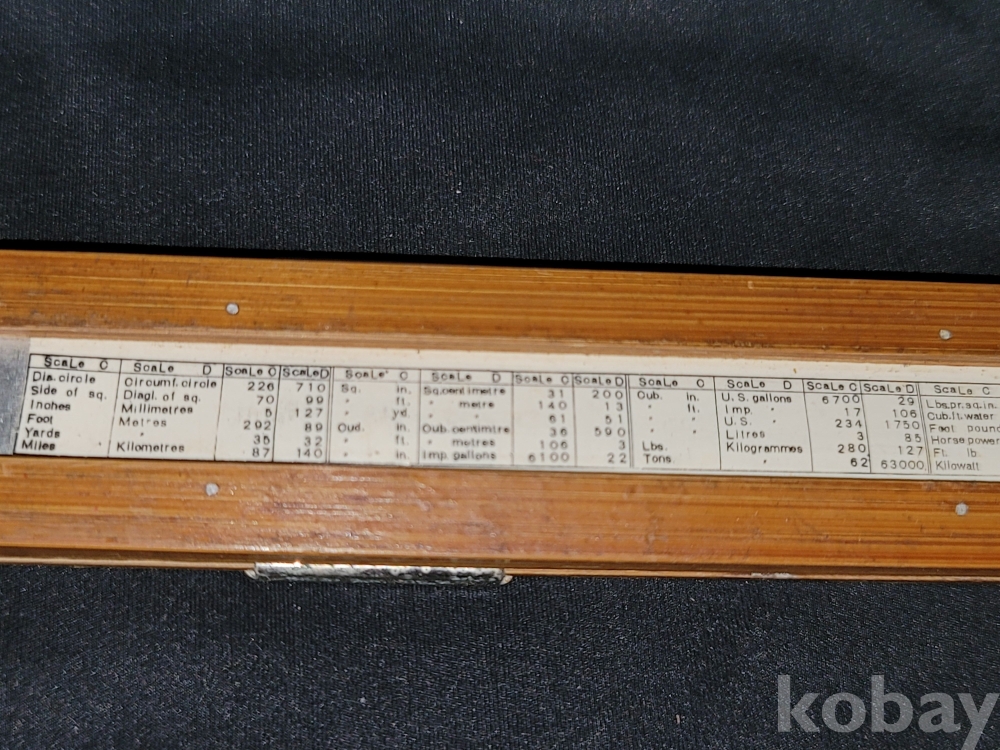 Scale C Scale D Scale C Scale D Scale C Scale D Scale C Scale D Scale C Scale D Scale C Scale D Scale C
Dia. circle Circumf. circle 226 710 Sq. in. Sq.centimetre 31 200 Cub. in. U.S. gallons 6700 29 Lbs.pr.sq.in.
Side of sq. Diagl. of sq. 70 99 " ft. " metre 140 13 " ft. Imp. " 17 106 Cub.ft.water
Inches Millimetres 5 127 " yd. " " 61 51 " " U.S. " 234 1750 Foot pound
Foot Metres 292 89 Cud. in. Cub.centimtre 36 590 " " Litres 3 85 Horse power
Yards " 35 32 " ft. " metres 106 3 Lbs. Kilogrammes 280 127 Ft. lb.
Miles Kilometres 87 140 " in. Imp. gallons 6100 22 Tons. " 62 63000 Kilowatt
kobay